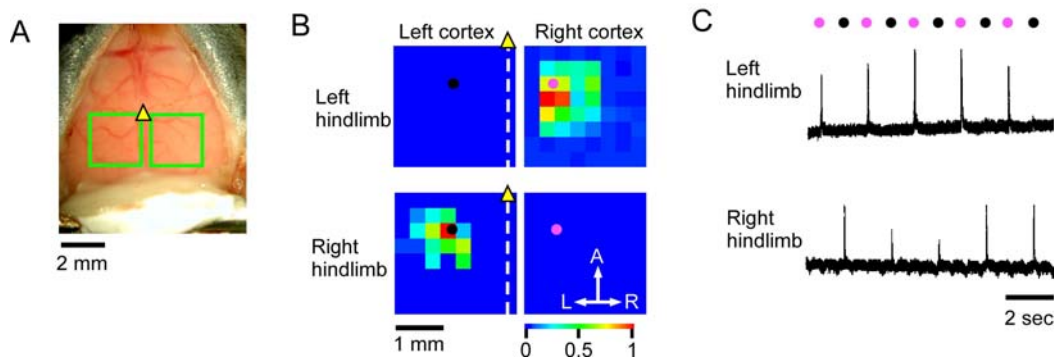 A
2 mm
B
Left cortex
Right cortex
Left
hindlimb
Right
hindlimb
A
L R
1 mm
0 0.5 1
C
Left
hindlimb
Right
hindlimb
2 sec